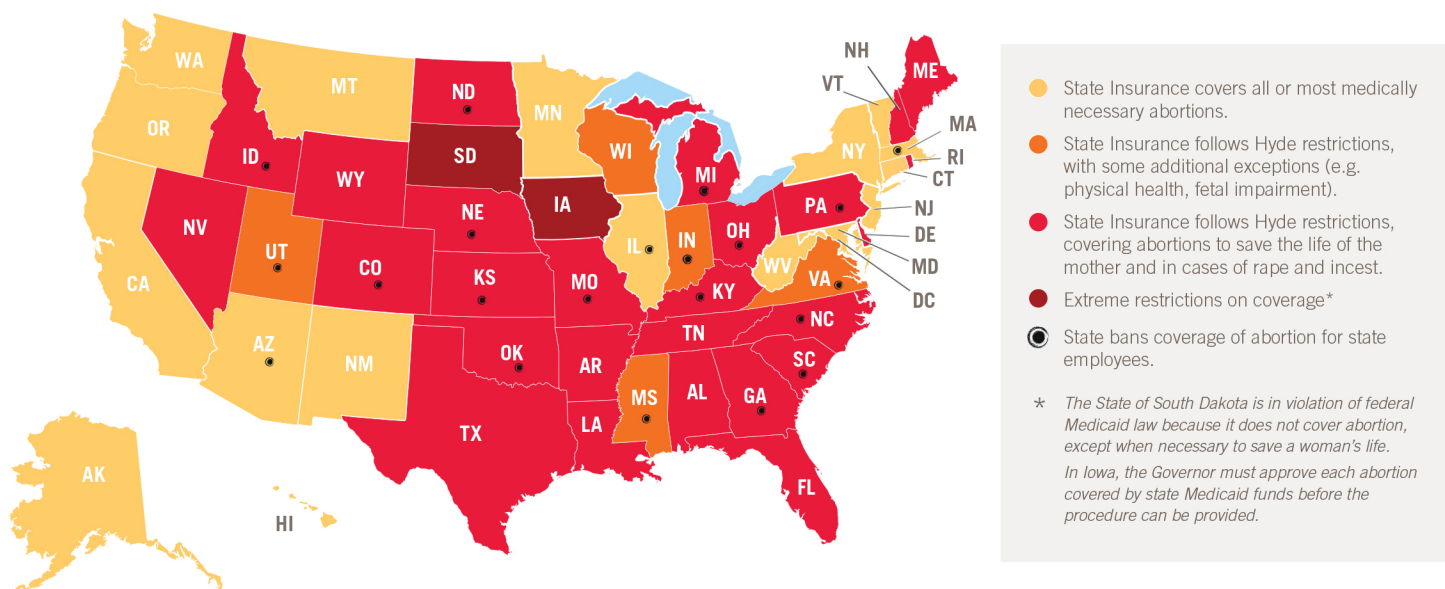 NH
ME
WA
VT
ND
MT
MN
MA
OR
ID
SD
WI
NY
RI
WY
MI
CT
IA
PA
NE
NJ
NV
OH
DE
IL
IN
UT
CO
WV
MD
CA
KS
MO
VA
KY
DC
NC
TN
AZ
OK
SC
NM
AR
MS
AL
GA
LA
TX
AK
FL
HI
State Insurance covers all or most medically
necessary abortions.
State Insurance follows Hyde restrictions,
with some additional exceptions (e.g.
physical health, fetal impairment).
State Insurance follows Hyde restrictions,
covering abortions to save the life of the
mother and in cases of rape and incest.
Extreme restrictions on coverage*
State bans coverage of abortion for state
employees.
* The State of South Dakota is in violation of federal
Medicaid law because it does not cover abortion,
except when necessary to save a woman's life.
In Iowa, the Governor must approve each abortion
covered by state Medicaid funds before the
procedure can be provided.